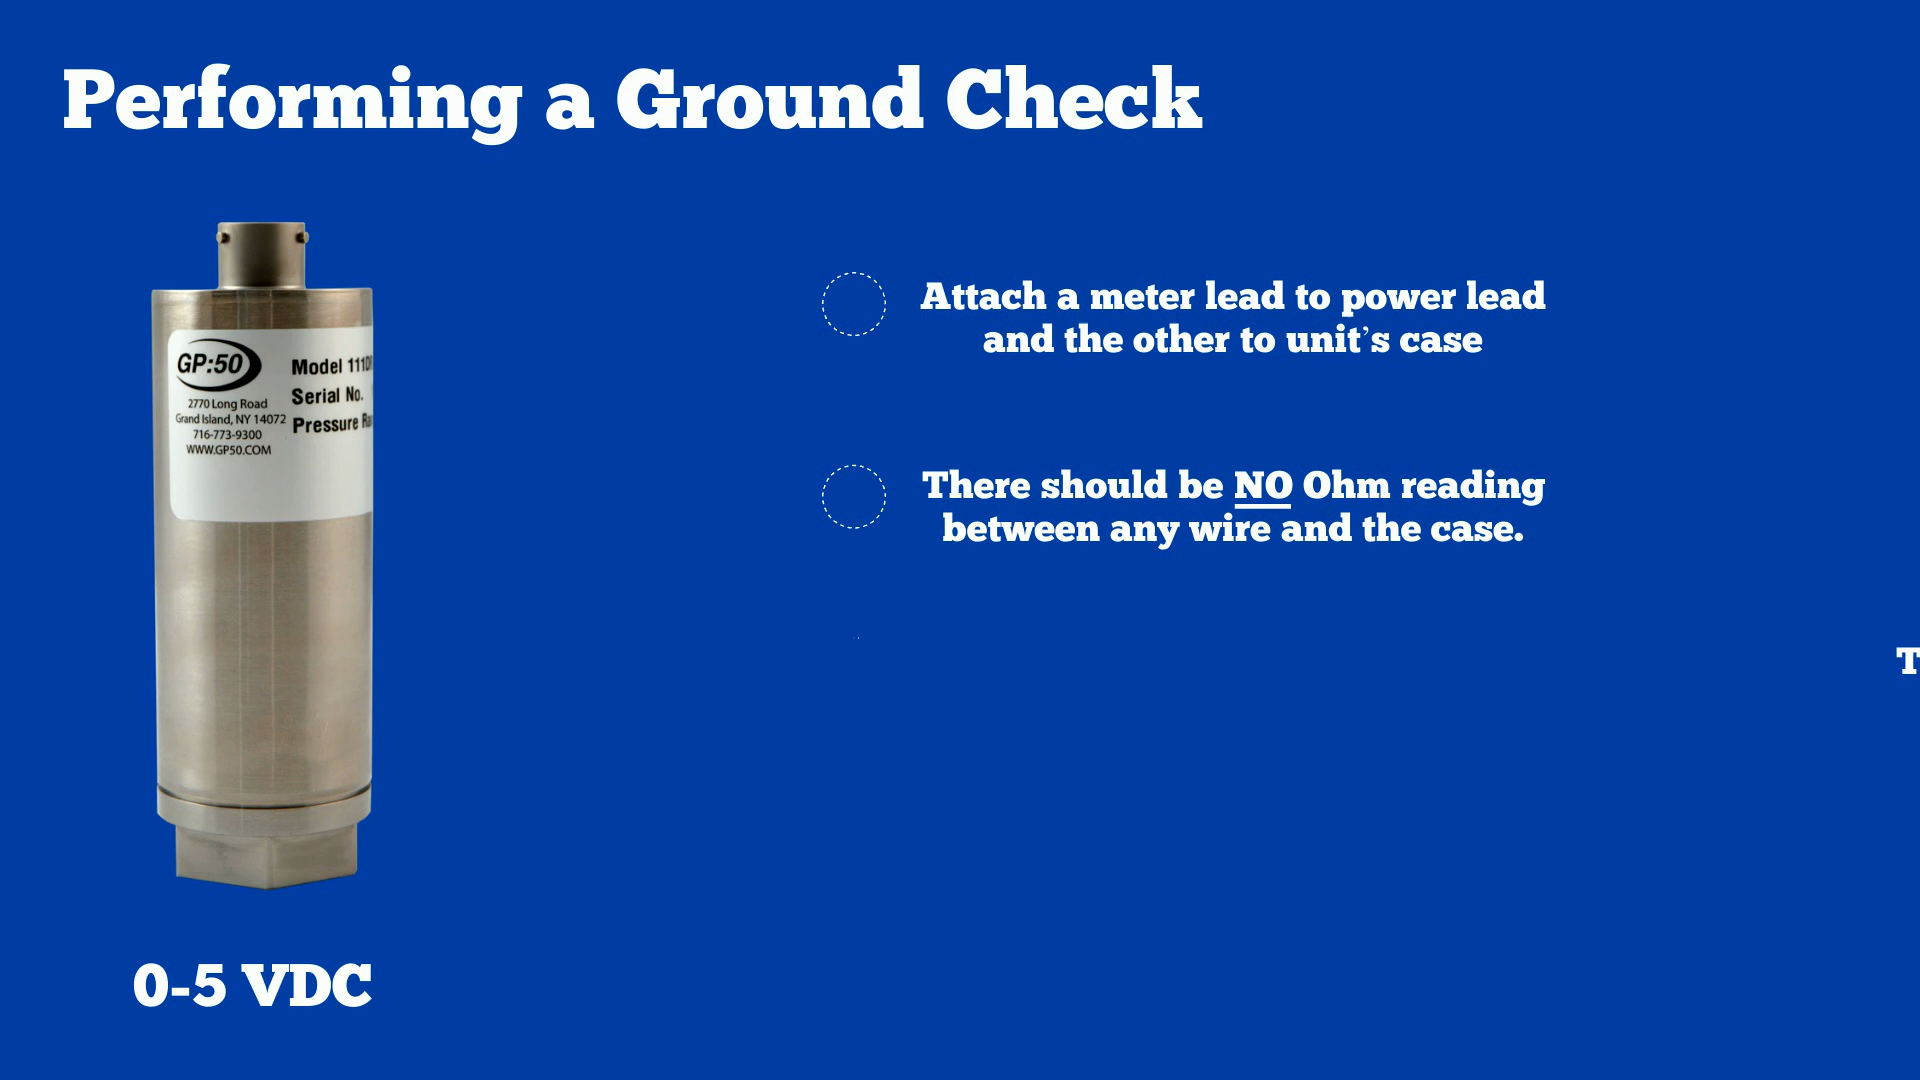 Performing a Ground Check
GP:50
2770 Long Road
Grand Island, NY 14072
716-773-9300
WWW.GP50.COM
Model
Serial No.
Pressure
Attach a meter lead to power lead
and the other to unit’s case
There should be NO Ohm reading
between any wire and the case.
T
0-5 VDC